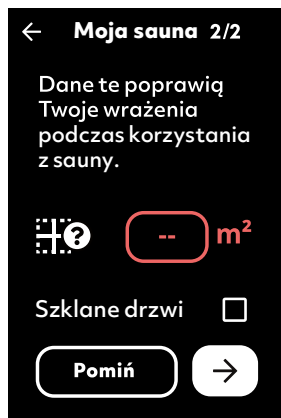 Moja sauna 2/2
Dane te poprawią
Twoje wrażenia
podczas korzystania
z sauny.
? -- m²
Szklane drzwi
Pomiń